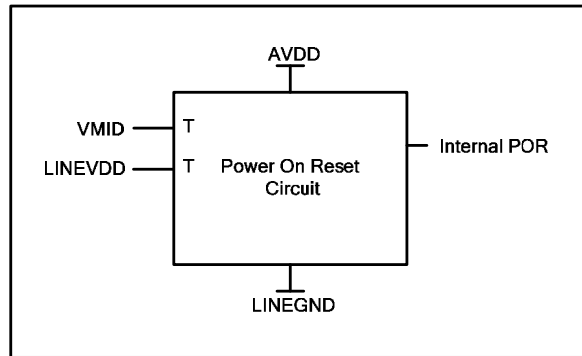 AVDD
VMID
T
LINEVDD
T
Power On Reset
Circuit
Internal POR
LINEGND